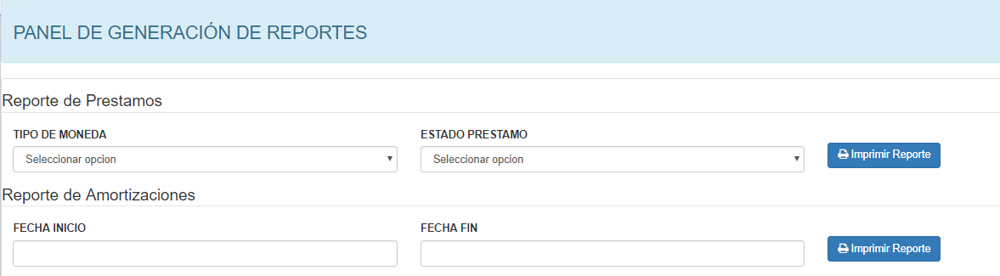 PANEL DE GENERACIÓN DE REPORTES
Reporte de Prestamos
TIPO DE MONEDA
ESTADO PRESTAMO
Seleccionar opcion
Seleccionar opcion
Imprimir Reporte
Reporte de Amortizaciones
FECHA INICIO
FECHA FIN
Imprimir Reporte